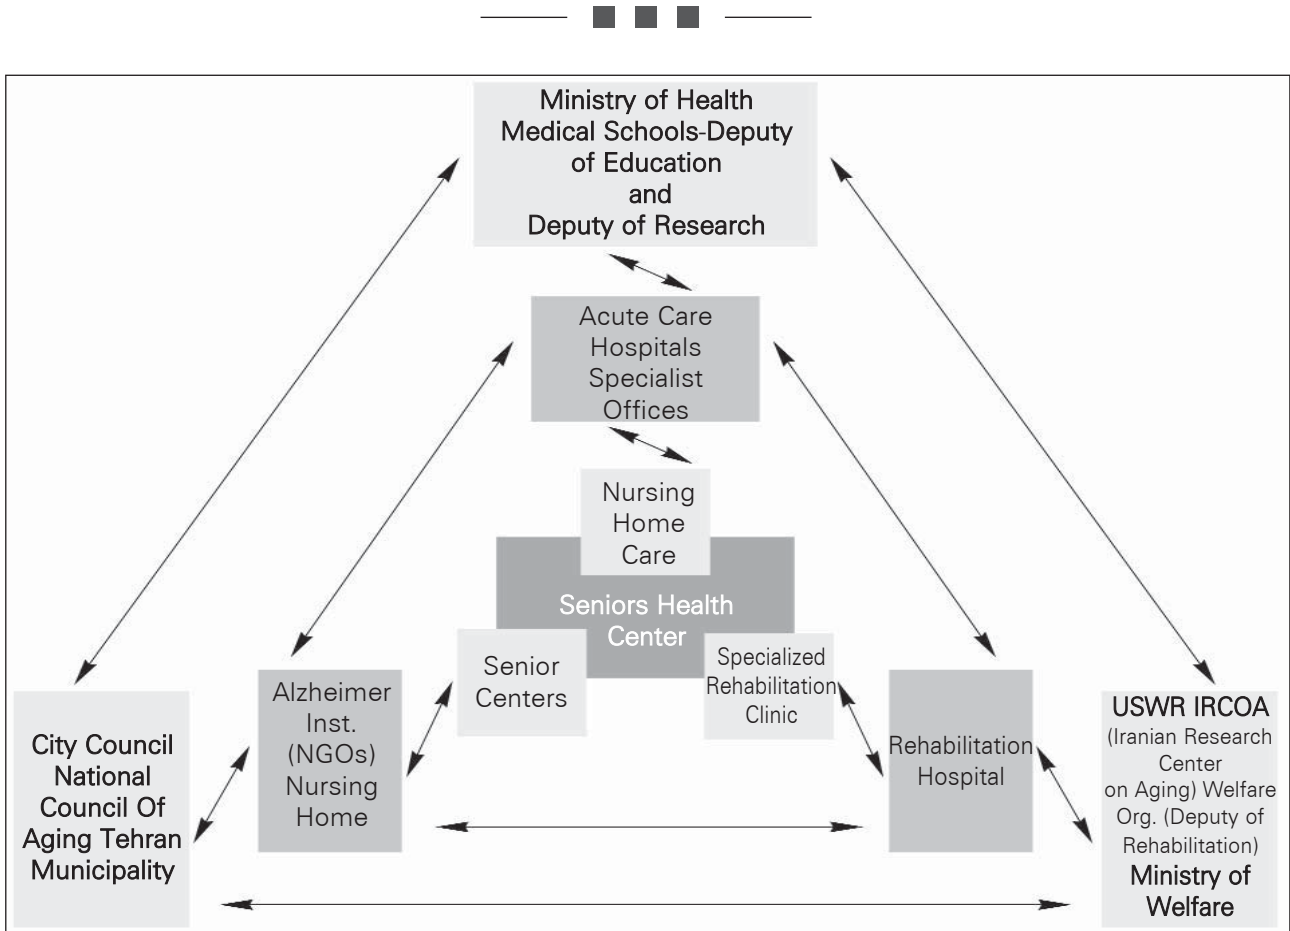 Ministry of Health
Medical Schools-Deputy
of Education
and
Deputy of Research
Acute Care
Hospitals
Specialist
Offices
Nursing
Home
Care
Seniors Health
Center
Senior
Centers
Specialized
Rehabilitation
Clinic
Alzheimer
Inst.
(NGOs)
Nursing
Home
Rehabilitation
Hospital
City Council
National
Council Of
Aging Tehran
Municipality
USWR IRCOA
(Iranian Research
Center
on Aging) Welfare
Org. (Deputy of
Rehabilitation)
Ministry of
Welfare